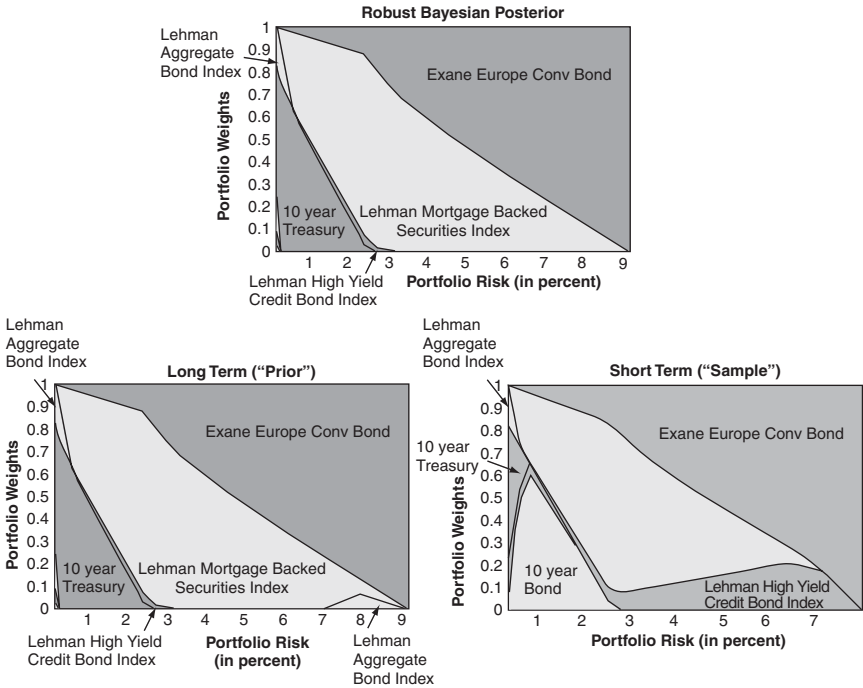 Robust Bayesian Posterior
Lehman
Aggregate
Bond Index
Portfolio Weights
1
0.9
0.8
0.7
0.6
0.5
0.4
0.3
0.2
0.1
0
Exane Europe Conv Bond
10 year
Treasury
Lehman Mortgage Backed
Securities Index
1 2 3 4 5 6 7 8 9
Lehman High Yield
Credit Bond Index
Portfolio Risk (in percent)
Lehman
Aggregate
Bond Index
Long Term (“Prior”)
Portfolio Weights
1
0.9
0.8
0.7
0.6
0.5
0.4
0.3
0.2
0.1
0
Exane Europe Conv Bond
10 year
Treasury
Lehman Mortgage Backed
Securities Index
1 2 3 4 5 6 7 8 9
Lehman High Yield
Credit Bond Index
Portfolio Risk
(in percent)
Lehman
Aggregate
Bond Index
Lehman
Aggregate
Bond Index
Short Term (“Sample”)
10 year
Treasury
Portfolio Weights
1
0.9
0.8
0.7
0.6
0.5
0.4
0.3
0.2
0.1
0
Exane Europe Conv Bond
10 year
Bond
Lehman High Yield
Credit Bond Index
1 2 3 4 5 6 7
Portfolio Risk (in percent)